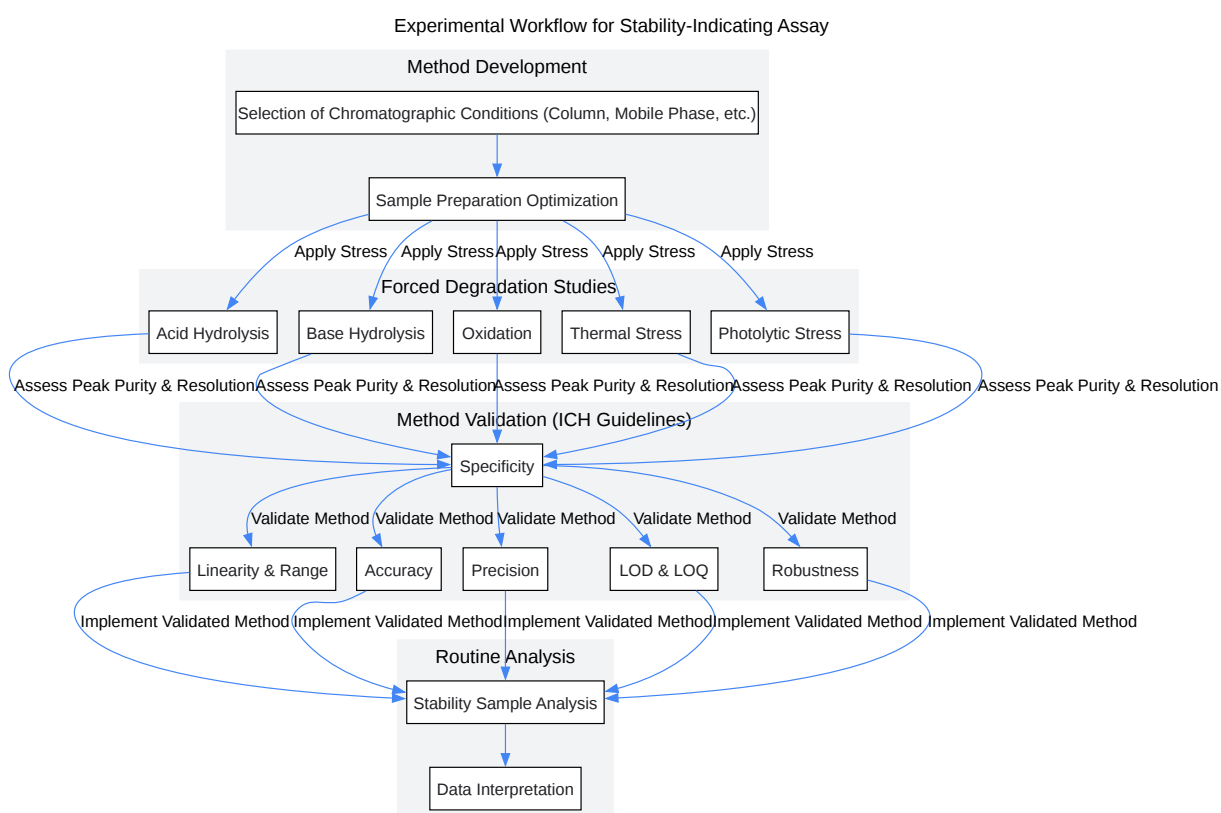 Experimental Workflow for Stability-Indicating Assay
Method Development
Selection of Chromatographic Conditions (Column, Mobile Phase, etc.)
Sample Preparation Optimization
Apply Stress
Apply Stress
Apply Stress
Apply Stress
Apply Stress
Forced Degradation Studies
Acid Hydrolysis
Base Hydrolysis
Oxidation
Thermal Stress
Photolytic Stress
Assess Peak Purity & Resolution
Assess Peak Purity & Resolution
Assess Peak Purity & Resolution
Assess Peak Purity & Resolution
Assess Peak Purity & Resolution
Method Validation (ICH Guidelines)
Specificity
Validate Method
Validate Method
Validate Method
Validate Method
Validate Method
Linearity & Range
Accuracy
Precision
LOD & LOQ
Robustness
Implement Validated Method
Implement Validated Method
Implement Validated Method
Implement Validated Method
Implement Validated Method
Routine Analysis
Stability Sample Analysis
Data Interpretation